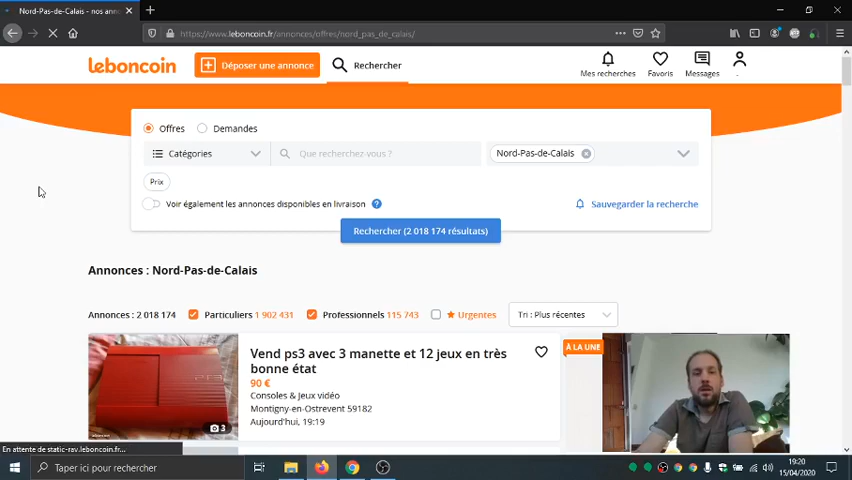 Nord-Pas-de-Calais - nos ann
https://www.leboncoin.fr/annonces/offres/nord_pas_de_calais/
leboncoin
Déposer une annonce
Rechercher
Mes recherches
Favoris
Messages
Offres
Demandes
Catégories
Que recherchez-vous ?
Nord-Pas-de-Calais
Prix
Voir également les annonces disponibles en livraison
?
Sauvegarder la recherche
Rechercher (2 018 174 résultats)
Annonces : Nord-Pas-de-Calais
Annonces : 2 018 174
Particuliers 1 902 431
Professionnels 115 743
Urgentes
Tri : Plus récentes
Vend ps3 avec 3 manette et 12 jeux en très
bonne état
90 €
Consoles & Jeux vidéo
Montigny-en-Ostrevent 59182
Aujourd'hui, 19:19
3
À LA UNE
En attente de static-rav.leboncoin.fr...
Taper ici pour rechercher
19:20
15/04/2020